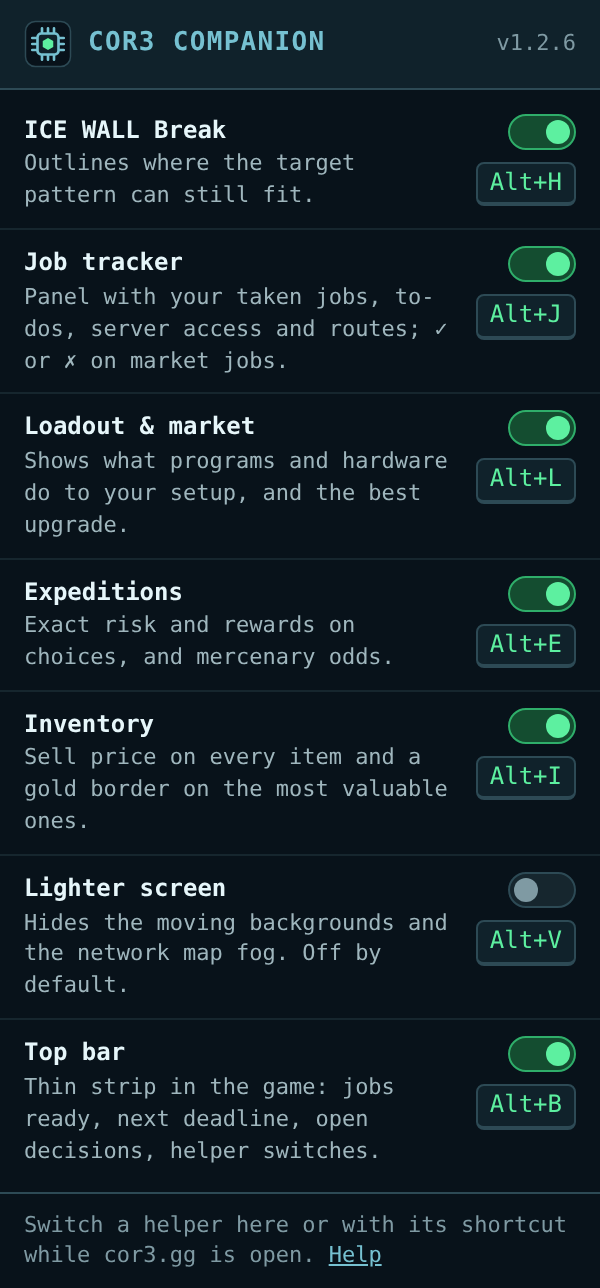 COR3 COMPANION
v1.2.6
ICE WALL Break
Outlines where the target
pattern can still fit.
Alt+H
Job tracker
Panel with your taken jobs, to-
dos, server access and routes; ✓
or ✗ on market jobs.
Alt+J
Loadout & market
Shows what programs and hardware
do to your setup, and the best
upgrade.
Alt+L
Expeditions
Exact risk and rewards on
choices, and mercenary odds.
Alt+E
Inventory
Sell price on every item and a
gold border on the most valuable
ones.
Alt+I
Lighter screen
Hides the moving backgrounds and
the network map fog. Off by
default.
Alt+V
Top bar
Thin strip in the game: jobs
ready, next deadline, open
decisions, helper switches.
Alt+B
Switch a helper here or with its shortcut
while cor3.gg is open. Help